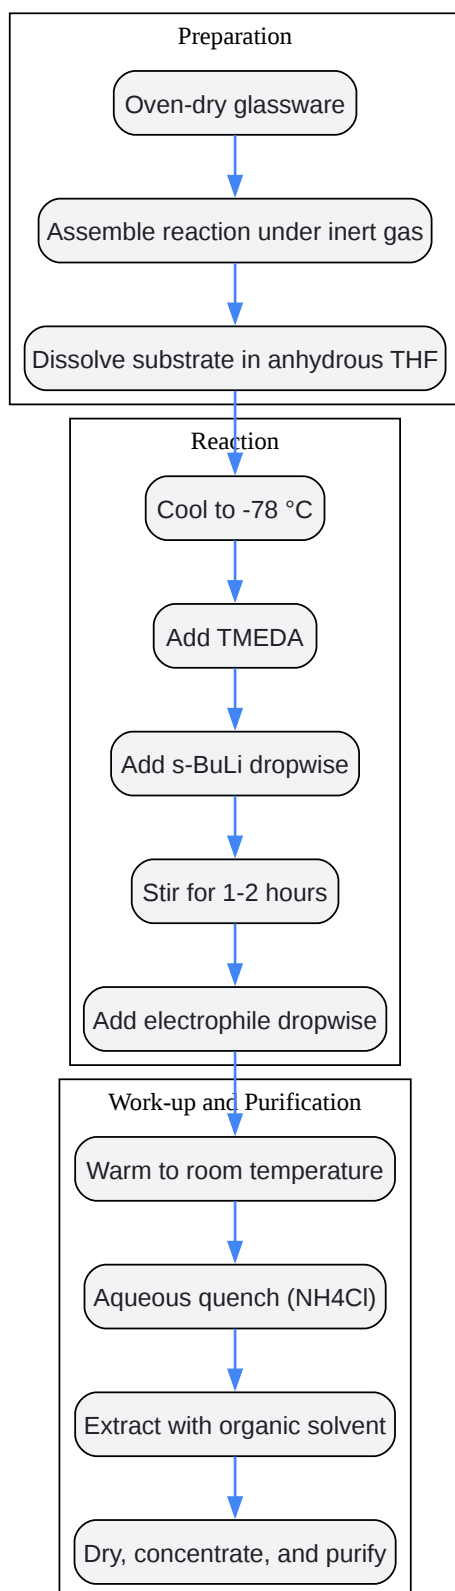 Preparation
Oven-dry glassware
Assemble reaction under inert gas
Dissolve substrate in anhydrous THF
Reaction
Cool to -78 °C
Add TMEDA
Add s-BuLi dropwise
Stir for 1-2 hours
Add electrophile dropwise
Work-up and Purification
Warm to room temperature
Aqueous quench (NH4Cl)
Extract with organic solvent
Dry, concentrate, and purify